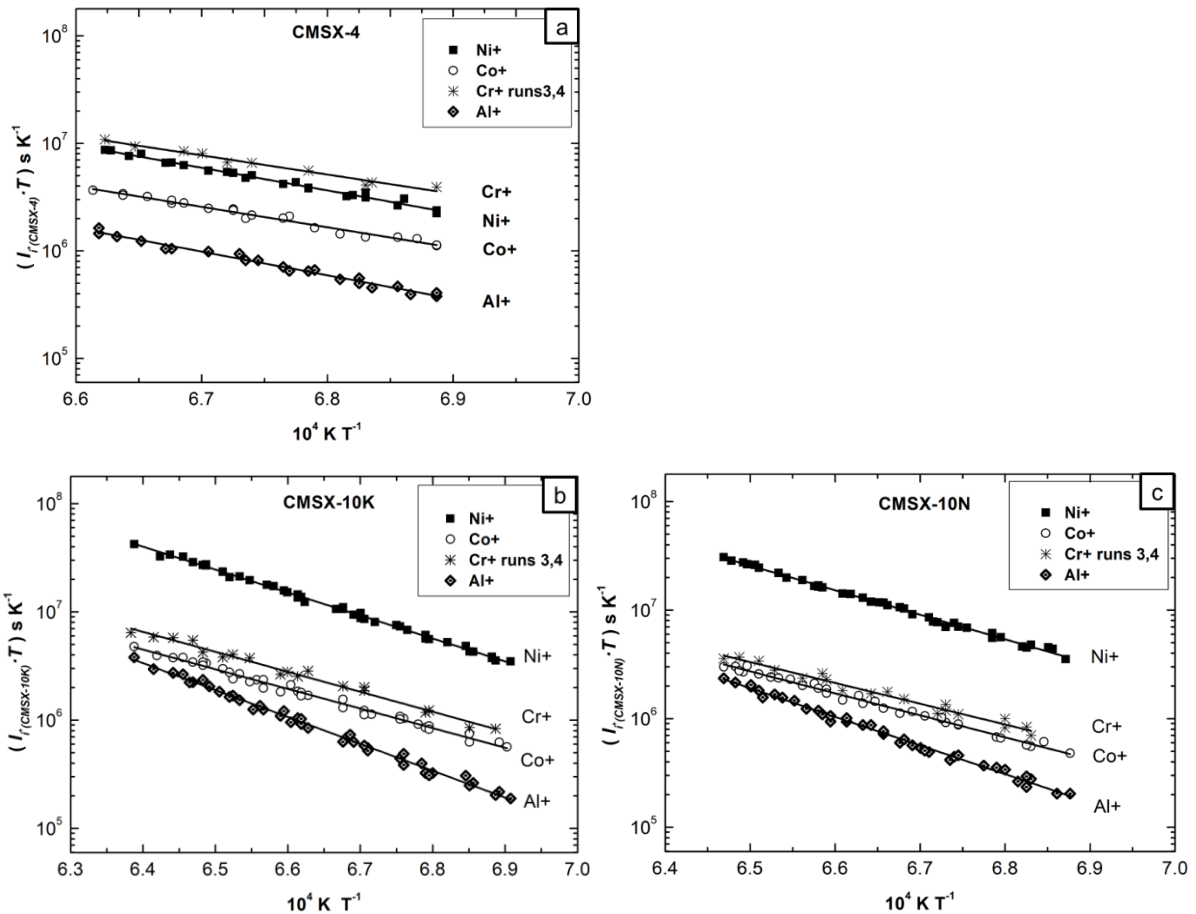 CMSX-4
a
Ni+
Co+
Cr+ runs3,4
Al+
10⁸
10⁷
10⁶
10⁵
( I i+(CMSX-4)·T ) s K⁻¹
Cr+
Ni+
Co+
Al+
6.6 6.7 6.8 6.9 7.0
10⁴ K T⁻¹
CMSX-10K
b
Ni+
Co+
Cr+ runs 3,4
Al+
10⁸
10⁷
10⁶
10⁵
( I i+(CMSX-10K)·T ) s K⁻¹
Ni+
Cr+
Co+
Al+
6.3 6.4 6.5 6.6 6.7 6.8 6.9 7.0
10⁴ K T⁻¹
CMSX-10N
c
Ni+
Co+
Cr+ runs 3,4
Al+
10⁸
10⁷
10⁶
10⁵
( I i+(CMSX-10N)·T ) s K⁻¹
Ni+
Cr+
Co+
Al+
6.4 6.5 6.6 6.7 6.8 6.9 7.0
10⁴ K T⁻¹